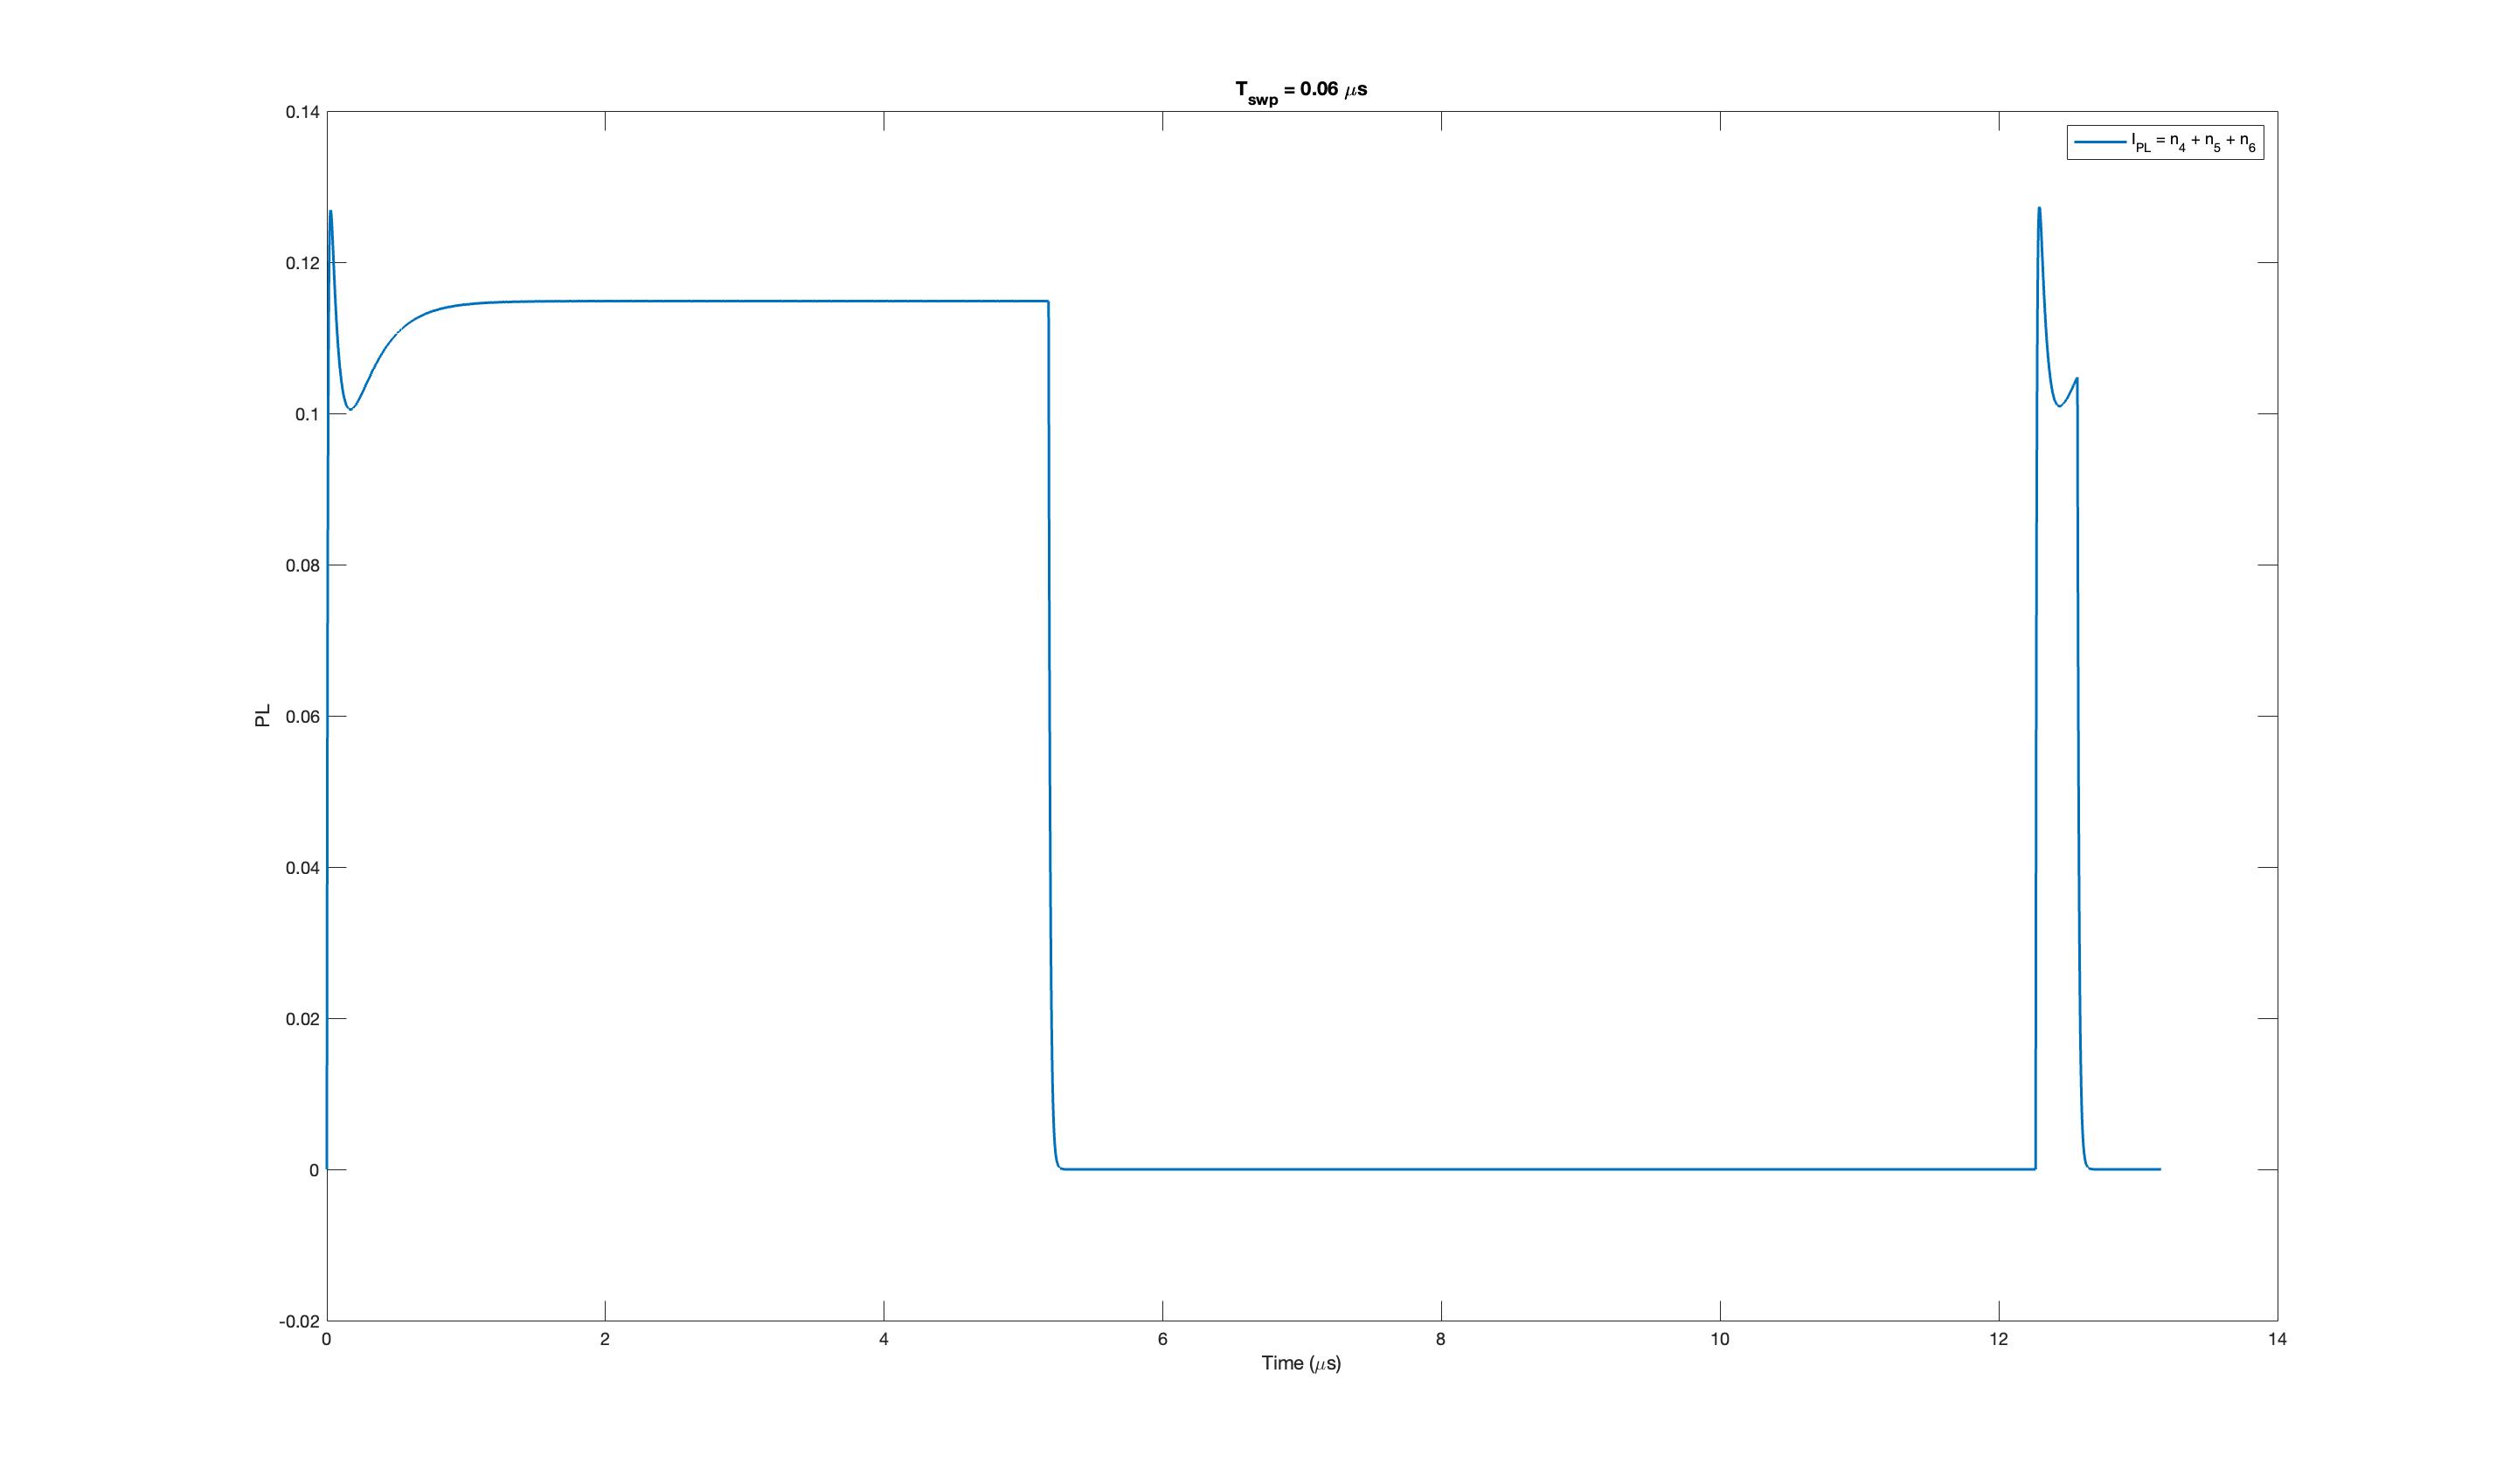 T_swp = 0.06 μs
0.14
I_PL = n_4 + n_5 + n_6
0.12
0.1
0.08
PL
0.06
0.04
0.02
0
-0.02
0 2 4 6 8 10 12 14
Time (μs)